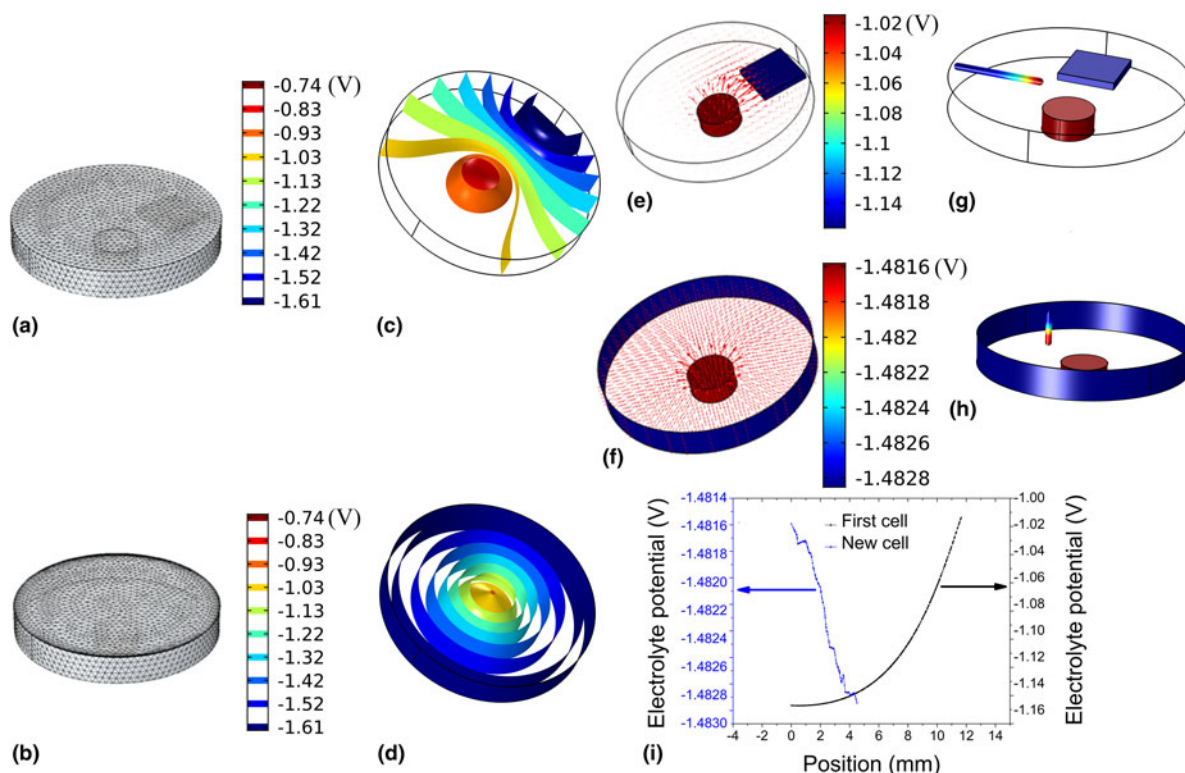 -0.74 (V)
-0.83
-0.93
-1.03
-1.13
-1.22
-1.32
-1.42
-1.52
-1.61
(a)
(c)
-1.02 (V)
-1.04
-1.06
-1.08
-1.1
-1.12
-1.14
(e)
(g)
-1.4816 (V)
-1.4818
-1.482
-1.4822
-1.4824
-1.4826
-1.4828
(f)
(h)
-0.74 (V)
-0.83
-0.93
-1.03
-1.13
-1.22
-1.32
-1.42
-1.52
-1.61
(b)
(d)
Electrolyte potential (V)
-1.4814
-1.4816
-1.4818
-1.4820
-1.4822
-1.4824
-1.4826
-1.4828
-1.4830
First cell
New cell
-1.00
-1.02
-1.04
-1.06
-1.08
-1.10
-1.12
-1.14
-1.16
Electrolyte potential (V)
-4 -2 0 2 4 6 8 10 12 14
(i)
Position (mm)